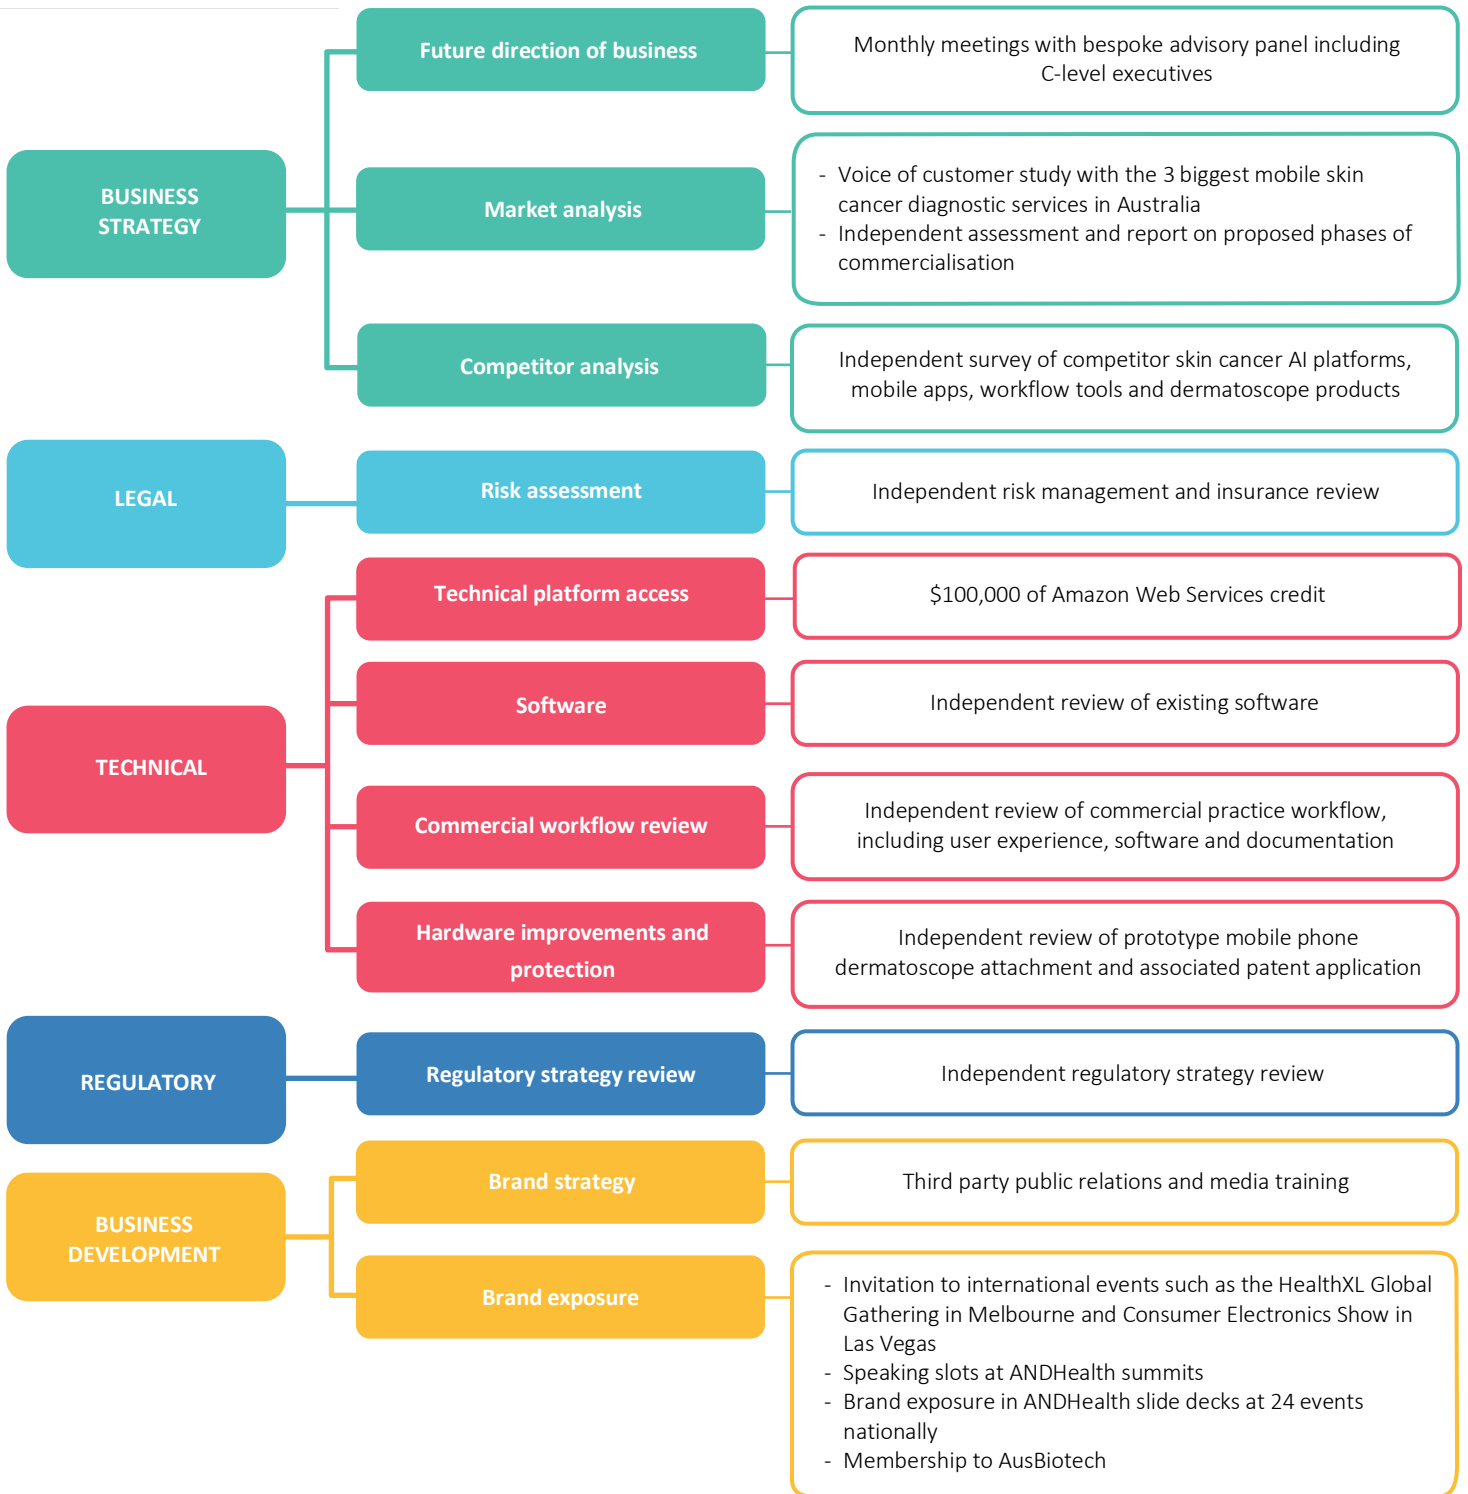 Future direction of business
Monthly meetings with bespoke advisory panel including
C-level executives
BUSINESS
STRATEGY
Market analysis
- Voice of customer study with the 3 biggest mobile skin
cancer diagnostic services in Australia
- Independent assessment and report on proposed phases of
commercialisation
Competitor analysis
Independent survey of competitor skin cancer AI platforms,
mobile apps, workflow tools and dermatoscope products
LEGAL
Risk assessment
Independent risk management and insurance review
Technical platform access
$100,000 of Amazon Web Services credit
Software
Independent review of existing software
TECHNICAL
Commercial workflow review
Independent review of commercial practice workflow,
including user experience, software and documentation
Hardware improvements and
protection
Independent review of prototype mobile phone
dermatoscope attachment and associated patent application
REGULATORY
Regulatory strategy review
Independent regulatory strategy review
Brand strategy
Third party public relations and media training
BUSINESS
DEVELOPMENT
Brand exposure
- Invitation to international events such as the HealthXL Global
Gathering in Melbourne and Consumer Electronics Show in
Las Vegas
- Speaking slots at ANDHealth summits
- Brand exposure in ANDHealth slide decks at 24 events
nationally
- Membership to AusBiotech